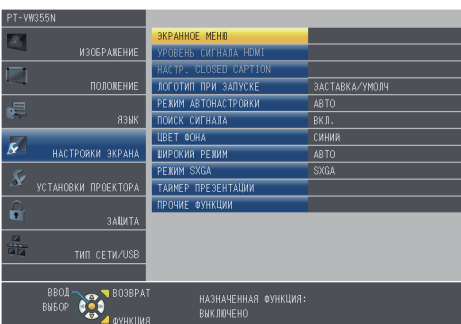 PT-VW355N
ИЗОБРАЖЕНИЕ
ПОЛОЖЕНИЕ
ЯЗЫК
НАСТРОЙКИ ЭКРАНА
УСТАНОВКИ ПРОЕКТОРА
ЗАЩИТА
ТИП СЕТИ/USB
ЭКРАННОЕ МЕНЮ
УРОВЕНЬ СИГНАЛА HDMI
НАСТР. CLOSED CAPTION
ЛОГОТИП ПРИ ЗАПУСКЕ ЗАСТАВКА/УМОЛЧ
РЕЖИМ АВТОНАСТРОЙКИ АВТО
ПОИСК СИГНАЛА ВКЛ.
ЦВЕТ ФОНА СИНИЙ
ШИРОКИЙ РЕЖИМ АВТО
РЕЖИМ SXGA SXGA
ТАЙМЕР ПРЕЗЕНТАЦИИ
ПРОЧИЕ ФУНКЦИИ
ВВОД ВОЗВРАТ
ВЫБОР
ФУНКЦИЯ
НАЗНАЧЕННАЯ ФУНКЦИЯ:
ВЫКЛЮЧЕНО